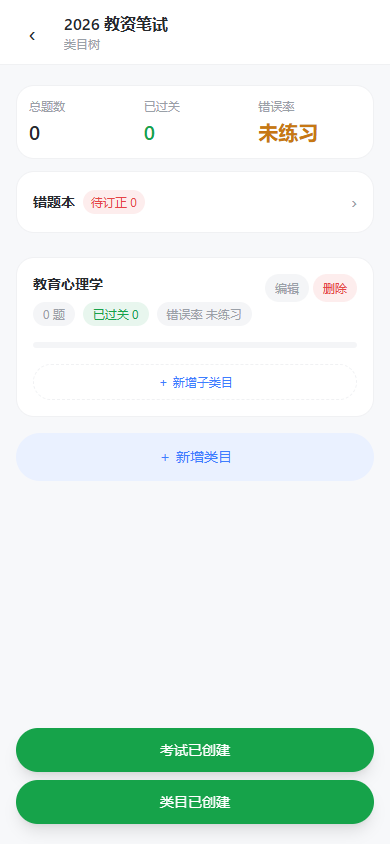 ‹
2026 教资笔试
类目树
总题数 已过关 错误率
0 0 未练习
错题本 待订正 0 ›
教育心理学 编辑 删除
0 题 已过关 0 错误率 未练习
+ 新增子类目
+ 新增类目
考试已创建
类目已创建